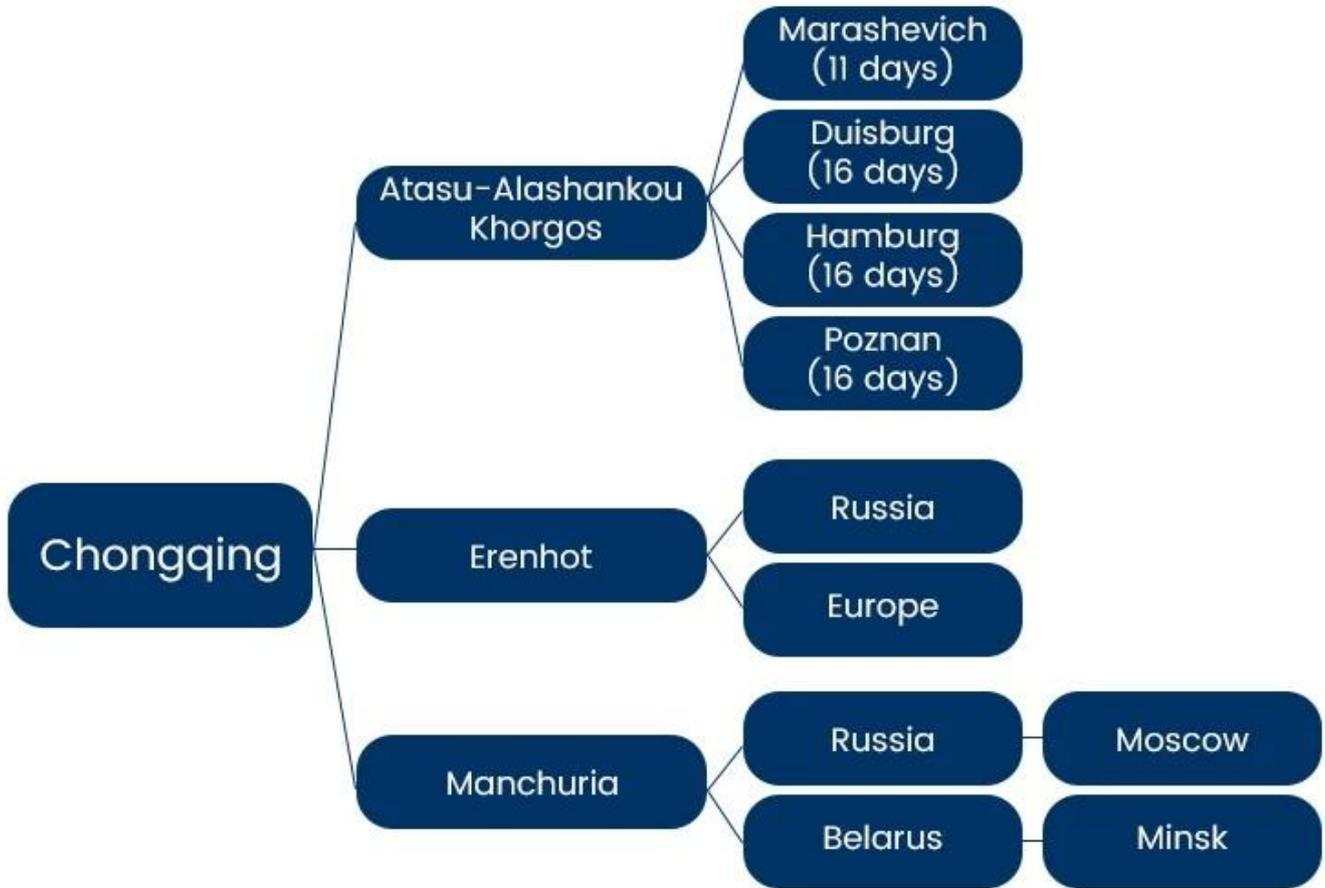 Marashevich
(11 days)
Duisburg
(16 days)
Atasu-Alashankou
Khorgos
Hamburg
(16 days)
Poznan
(16 days)
Chongqing
Erenhot
Russia
Europe
Manchuria
Russia
Moscow
Belarus
Minsk